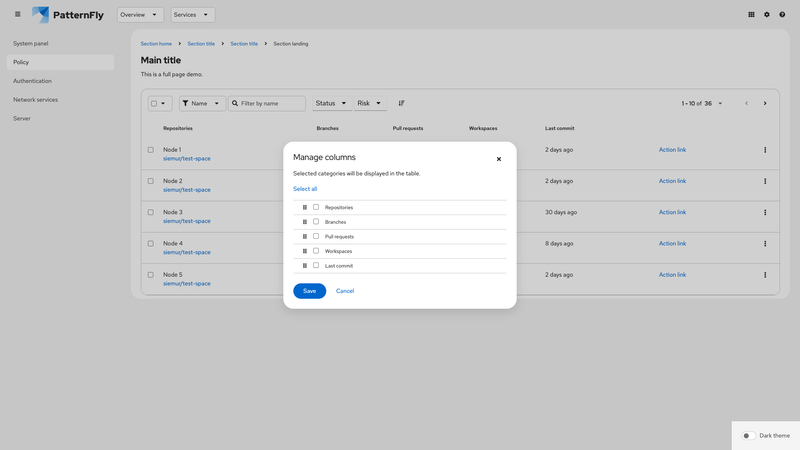 PatternFly
Overview
Services
System panel
Policy
Authentication
Network services
Server
Section home
Section title
Section title
Section landing
Main title
This is a full page demo.
Name
Filter by name
Status
Risk
1 - 10 of 36
Repositories
Branches
Pull requests
Workspaces
Last commit
Node 1
siemur/test-space
2 days ago
Action link
Node 2
siemur/test-space
2 days ago
Action link
Node 3
siemur/test-space
30 days ago
Action link
Node 4
siemur/test-space
8 days ago
Action link
Node 5
siemur/test-space
2 days ago
Action link
Manage columns
Selected categories will be displayed in the table.
Select all
Repositories
Branches
Pull requests
Workspaces
Last commit
Save
Cancel
Dark theme